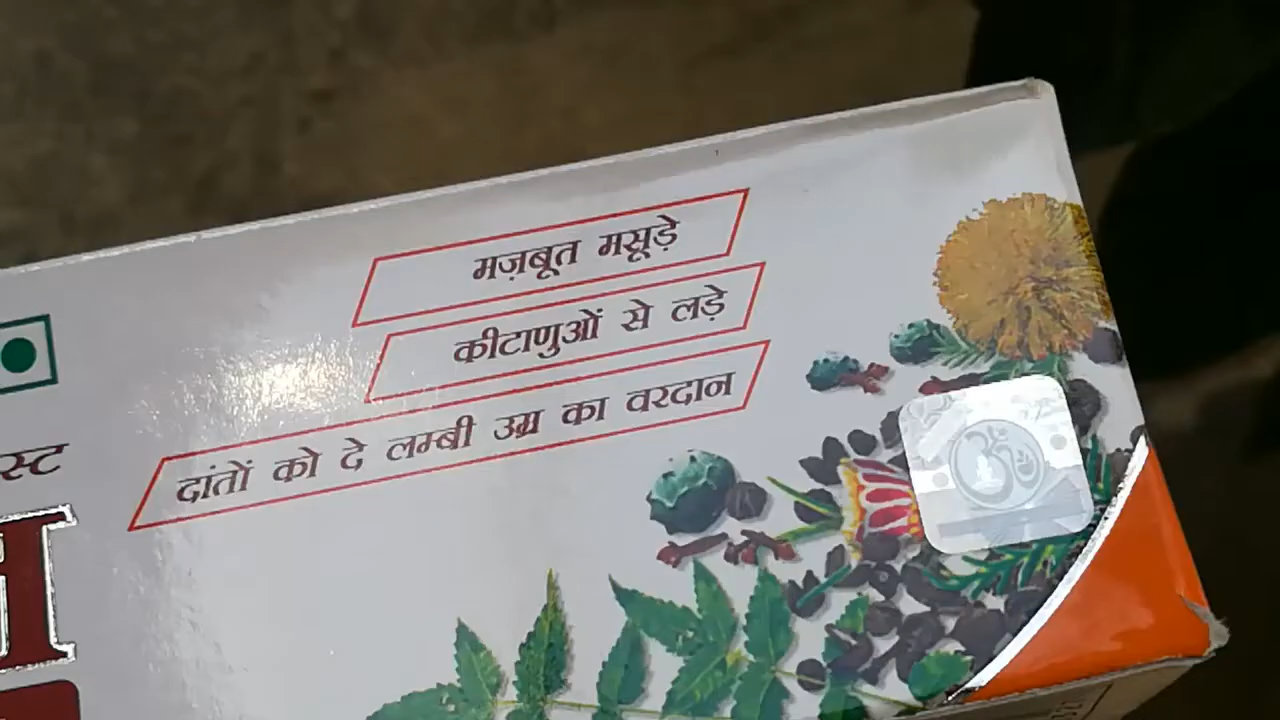 मज़बूत मसूड़े
कीटाणुओं से लड़े
दांतों को दे लम्बी उम्र का वरदान